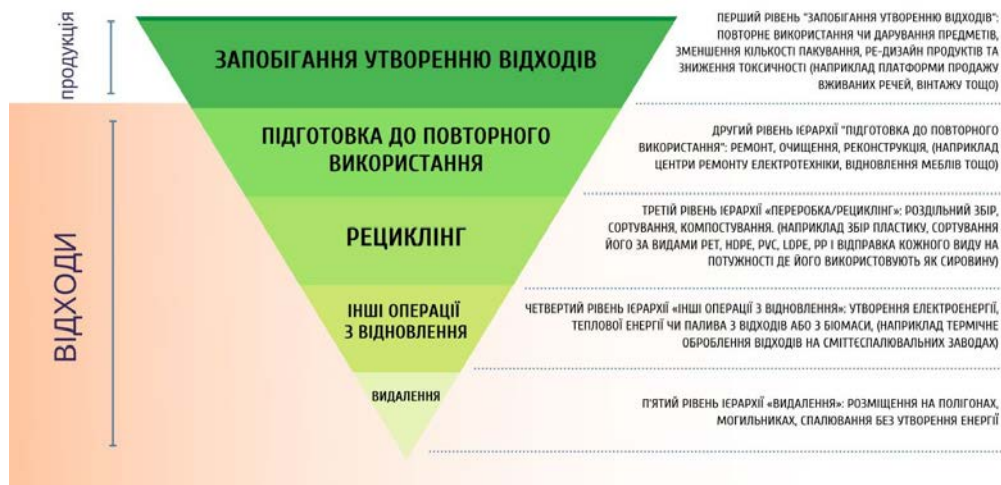 продукція
ЗАПОБІГАННЯ УТВОРЕННЮ ВІДХОДІВ
ПЕРШИЙ РІВЕНЬ "ЗАПОБІГАННЯ УТВОРЕННЮ ВІДХОДІВ":
ПОВТОРНЕ ВИКОРИСТАННЯ ЧИ ДАРУВАННЯ ПРЕДМЕТІВ,
ЗМЕНШЕННЯ КІЛЬКОСТІ ПАКУВАННЯ, РЕ-ДИЗАЙН ПРОДУКТІВ ТА
ЗНИЖЕННЯ ТОКСИЧНОСТІ (НАПРИКЛАД ПЛАТФОРМИ ПРОДАЖУ
ВЖИВАНИХ РЕЧЕЙ, ВІНТАЖУ ТОЩО)
ВІДХОДИ
ПІДГОТОВКА ДО ПОВТОРНОГО
ВИКОРИСТАННЯ
ДРУГИЙ РІВЕНЬ ІЄРАРХІЇ "ПІДГОТОВКА ДО ПОВТОРНОГО
ВИКОРИСТАННЯ": РЕМОНТ, ОЧИЩЕННЯ, РЕКОНСТРУКЦІЯ, (НАПРИКЛАД
ЦЕНТРИ РЕМОНТУ ЕЛЕКТРОТЕХНІКИ, ВІДНОВЛЕННЯ МЕБЛІВ ТОЩО)
РЕЦИКЛІНГ
ТРЕТІЙ РІВЕНЬ ІЄРАРХІЇ «ПЕРЕРОБКА/РЕЦИКЛІНГ»: РОЗДІЛЬНИЙ ЗБІР,
СОРТУВАННЯ, КОМПОСТУВАННЯ. (НАПРИКЛАД ЗБІР ПЛАСТИКУ, СОРТУВАННЯ
ЙОГО ЗА ВИДАМИ PET, HDPE, PVC, LDPE, PP І ВІДПРАВКА КОЖНОГО ВИДУ НА
ПОТУЖНОСТІ ДЕ ЙОГО ВИКОРИСТОВУЮТЬ ЯК СИРОВИНУ)
ІНШІ ОПЕРАЦІЇ
З ВІДНОВЛЕННЯ
ЧЕТВЕРТИЙ РІВЕНЬ ІЄРАРХІЇ «ІНШІ ОПЕРАЦІЇ З ВІДНОВЛЕННЯ»: УТВОРЕННЯ ЕЛЕКТРОЕНЕРГІЇ,
ТЕПЛОВОЇ ЕНЕРГІЇ ЧИ ПАЛИВА З ВІДХОДІВ АБО З БІОМАСИ, (НАПРИКЛАД ТЕРМІЧНЕ
ОБРОБЛЕННЯ ВІДХОДІВ НА СМІТТЄСПАЛЮВАЛЬНИХ ЗАВОДАХ)
ВИДАЛЕННЯ
П'ЯТИЙ РІВЕНЬ ІЄРАРХІЇ «ВИДАЛЕННЯ»: РОЗМІЩЕННЯ НА ПОЛІГОНАХ,
МОГИЛЬНИКАХ, СПАЛЮВАННЯ БЕЗ УТВОРЕННЯ ЕНЕРГІЇ